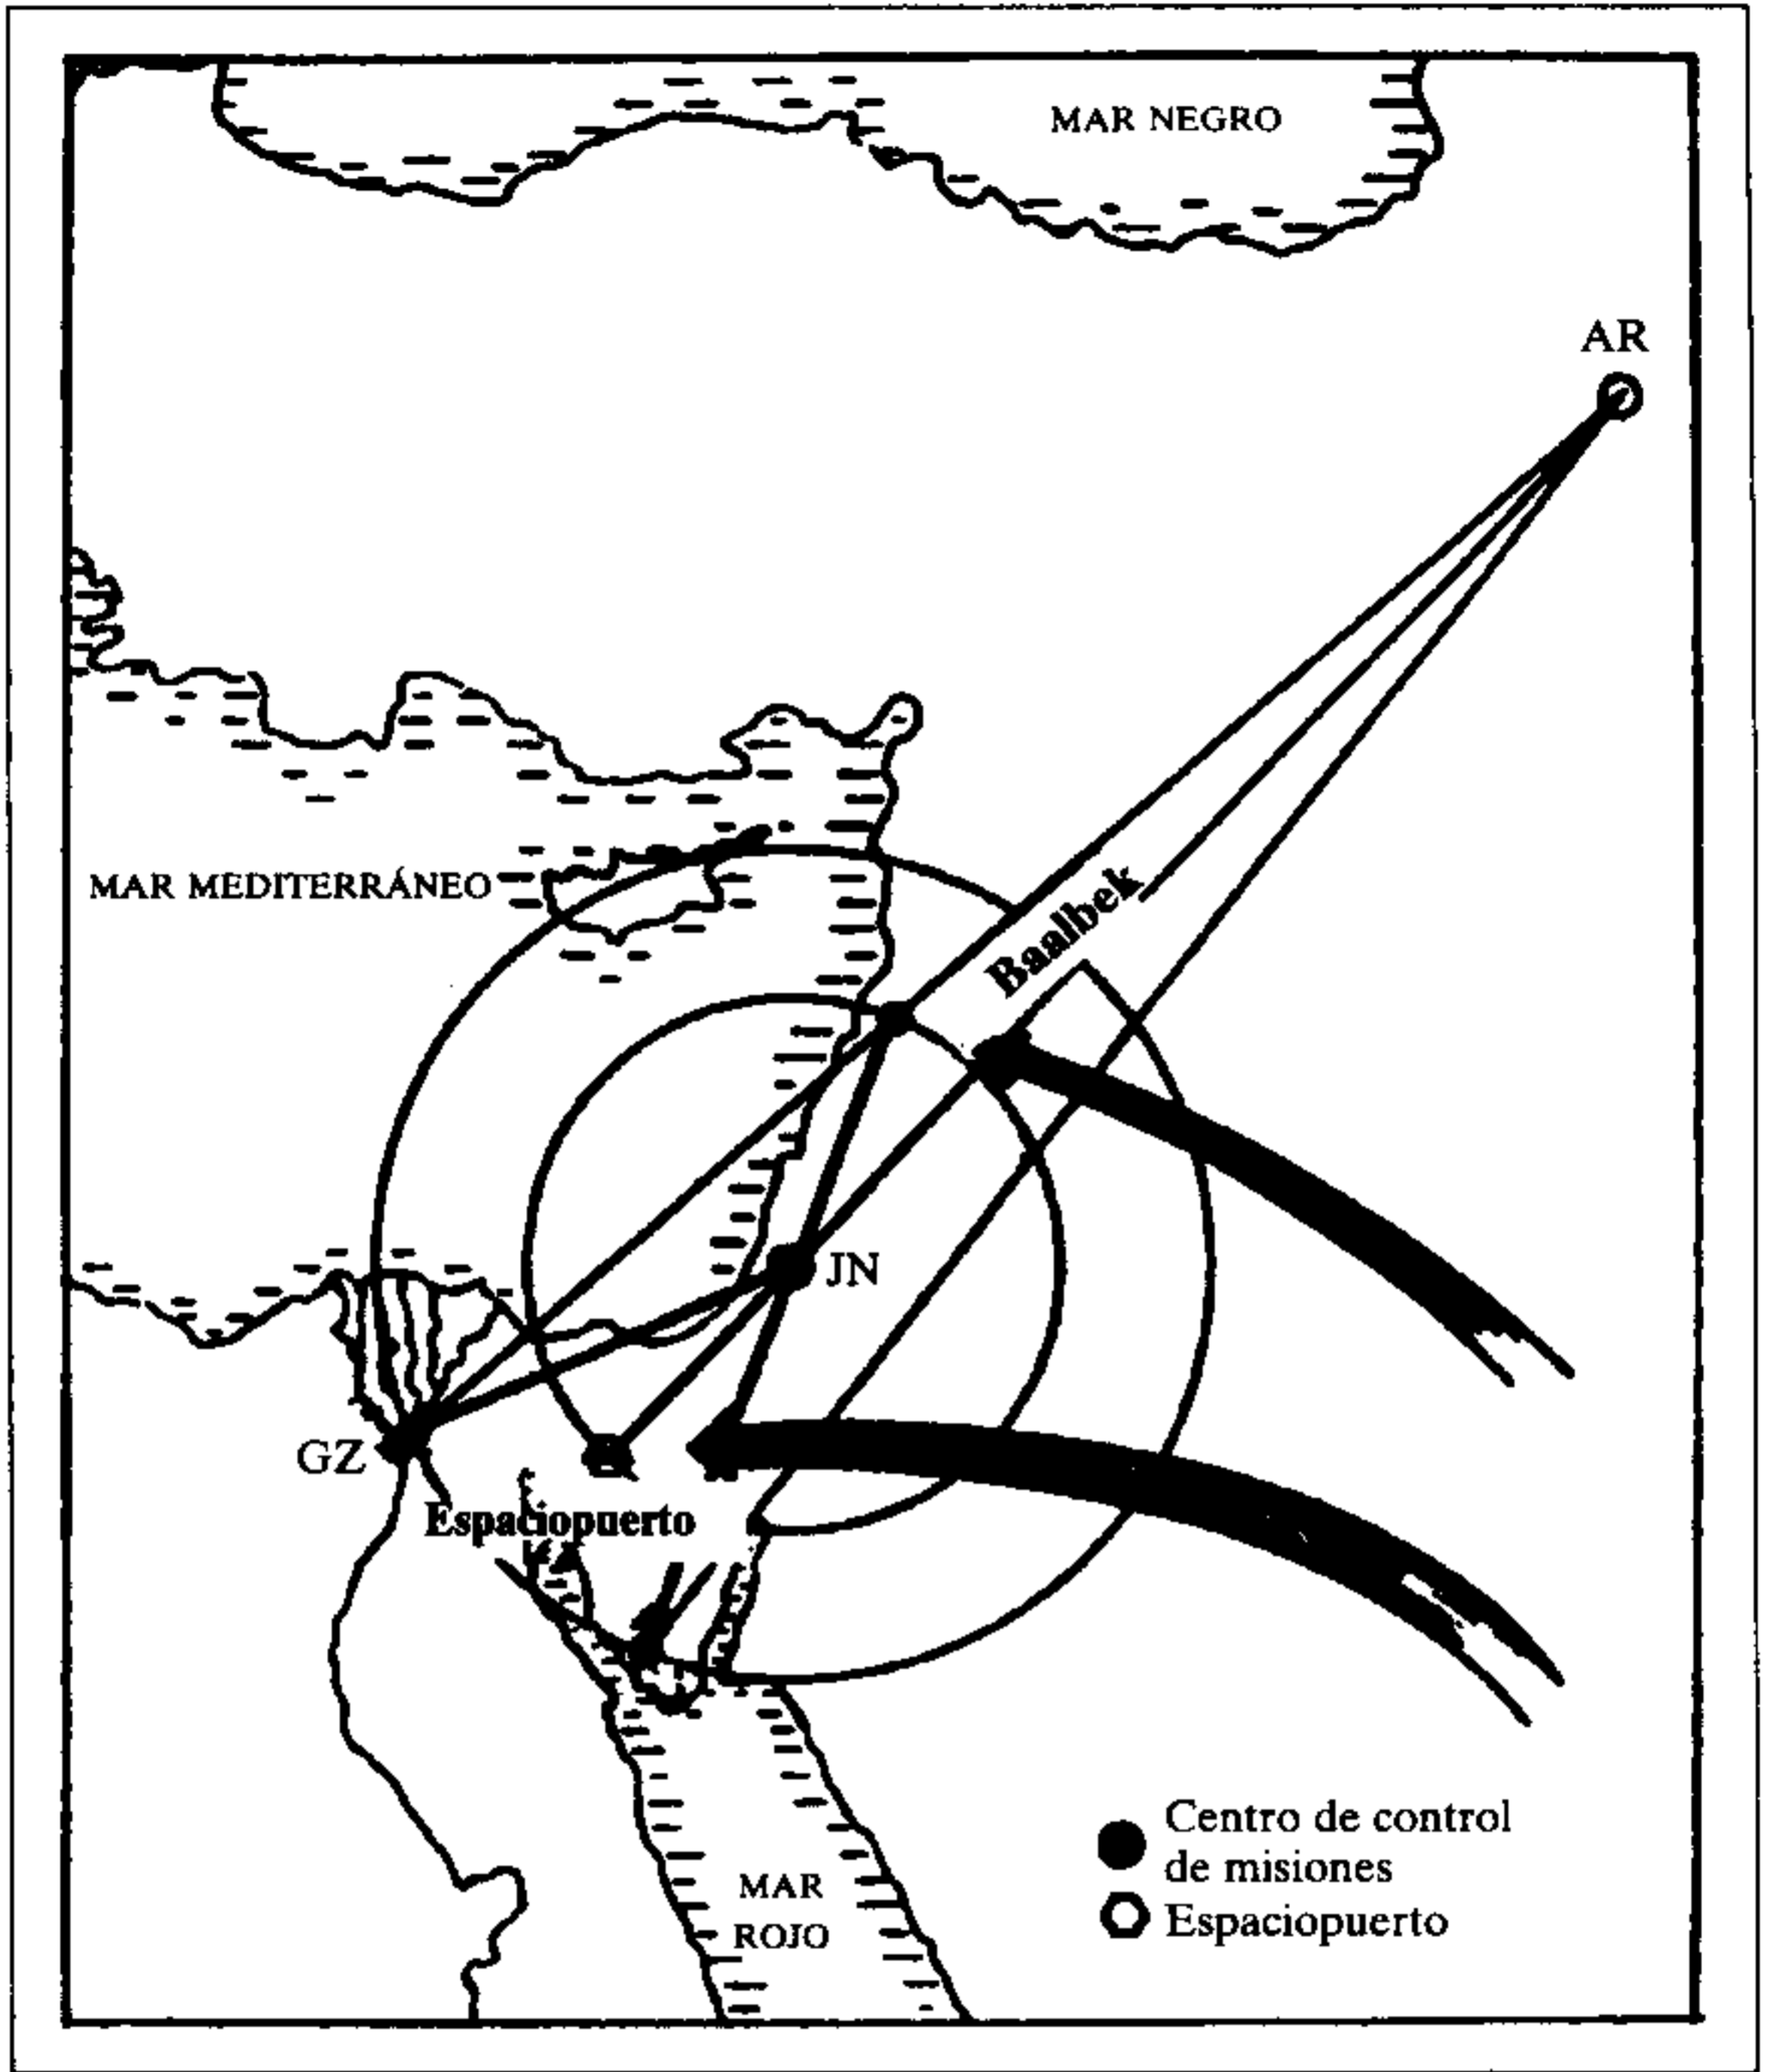 MAR NEGRO
AR
MAR MEDITERRÁNEO
Baalbek
JN
GZ
Espaciopuerto
Centro de control
de misiones
Espaciopuerto
MAR
ROJO